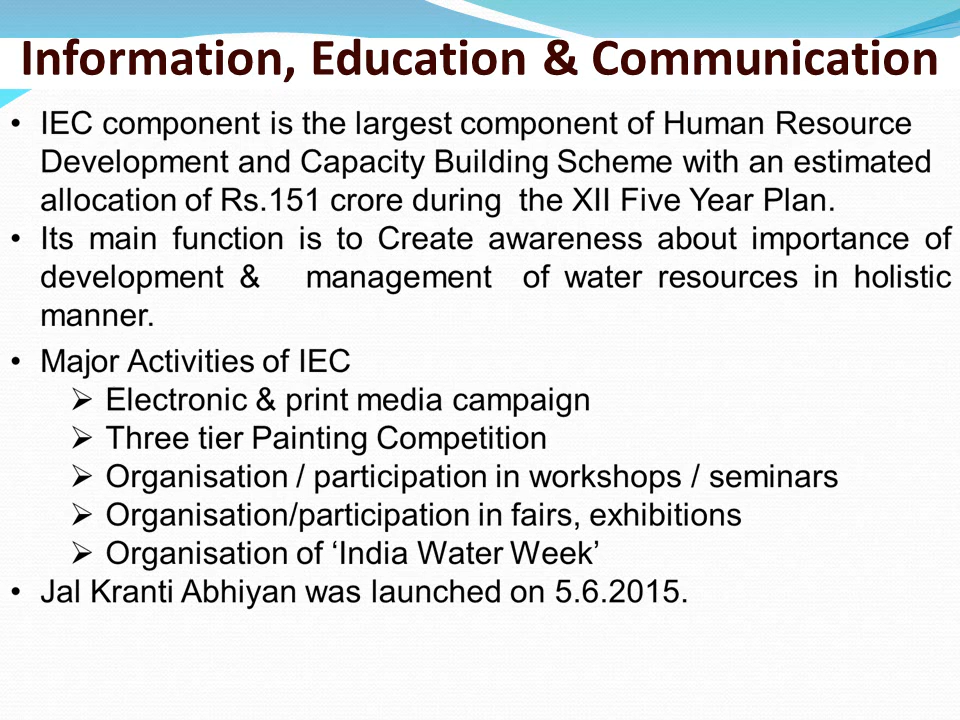 Information, Education & Communication
• IEC component is the largest component of Human Resource
Development and Capacity Building Scheme with an estimated
allocation of Rs.151 crore during the XII Five Year Plan.
• Its main function is to Create awareness about importance of
development & management of water resources in holistic
manner.
• Major Activities of IEC
➢ Electronic & print media campaign
➢ Three tier Painting Competition
➢ Organisation / participation in workshops / seminars
➢ Organisation/participation in fairs, exhibitions
➢ Organisation of ‘India Water Week’
• Jal Kranti Abhiyan was launched on 5.6.2015.